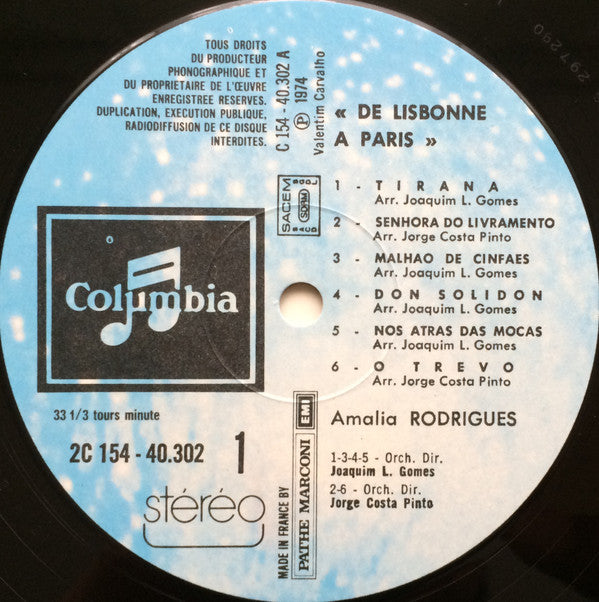 TOUS DROITS
DU PRODUCTEUR
PHONOGRAPHIQUE ET
DU PROPRIETAIRE DE L'ŒUVRE
ENREGISTREE RESERVES.
DUPLICATION, EXECUTION PUBLIQUE,
RADIODIFFUSION DE CE DISQUE
INTERDITES.
C 154 - 40.302 A
Ⓟ 1974
Valentim Carvalho
« DE LISBONNE
A PARIS »
SACEM
SDRM
1 - TIRANA
Arr. Joaquim L. Gomes
2 - SENHORA DO LIVRAMENTO
Arr. Jorge Costa Pinto
3 - MALHAO DE CINFAES
Arr. Joaquim L. Gomes
4 - DON SOLIDON
Arr. Joaquim L. Gomes
5 - NOS ATRAS DAS MOCAS
Arr. Joaquim L. Gomes
6 - O TREVO
Arr. Jorge Costa Pinto
Columbia
33 1/3 tours minute
2C 154 - 40.302 1
stéréo
MADE IN FRANCE BY
PATHE MARCONI EMI
Amalia RODRIGUES
1-3-4-5 - Orch. Dir.
Joaquim L. Gomes
2-6 - Orch. Dir.
Jorge Costa Pinto